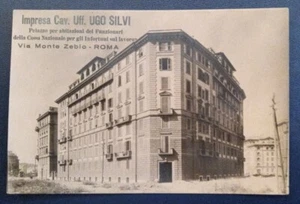 Impresa Cav. Uff. UGO SILVI
Palazzo per abitazioni dei Funzionari
della Cassa Nazionale per gli Infortuni sul lavoro
Via Monte Zebio - ROMA